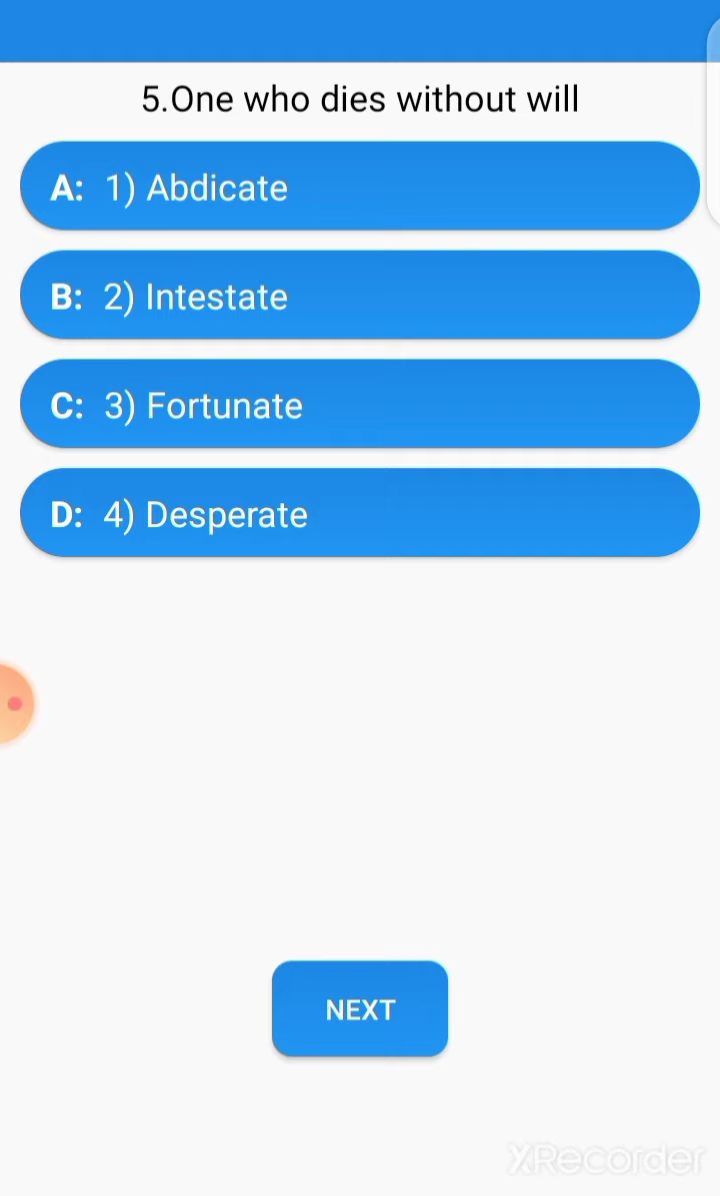 5.One who dies without will
A: 1) Abdicate
B: 2) Intestate
C: 3) Fortunate
D: 4) Desperate
NEXT
XRecorder